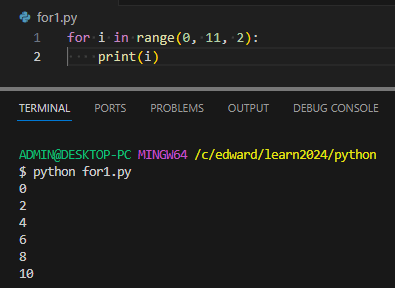 for1.py
1 for i in range(0, 11, 2):
2     print(i)
TERMINAL PORTS PROBLEMS OUTPUT DEBUG CONSOLE
ADMIN@DESKTOP-PC MINGW64 /c/edward/learn2024/python
$ python for1.py
0
2
4
6
8
10